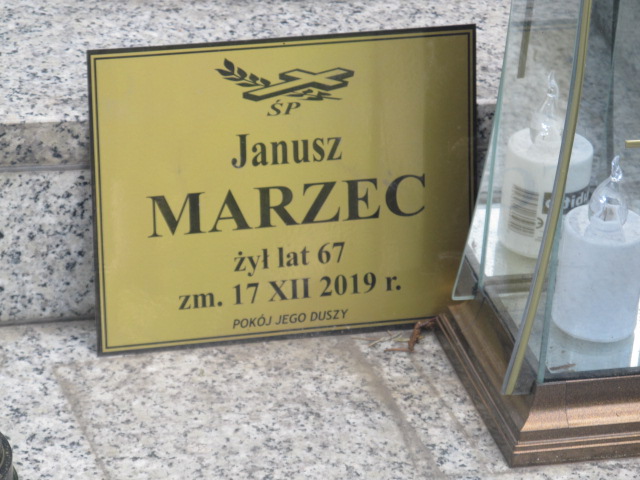 ŚP
Janusz
MARZEC
żył lat 67
zm. 17 XII 2019 r.
POKÓJ JEGO DUSZY